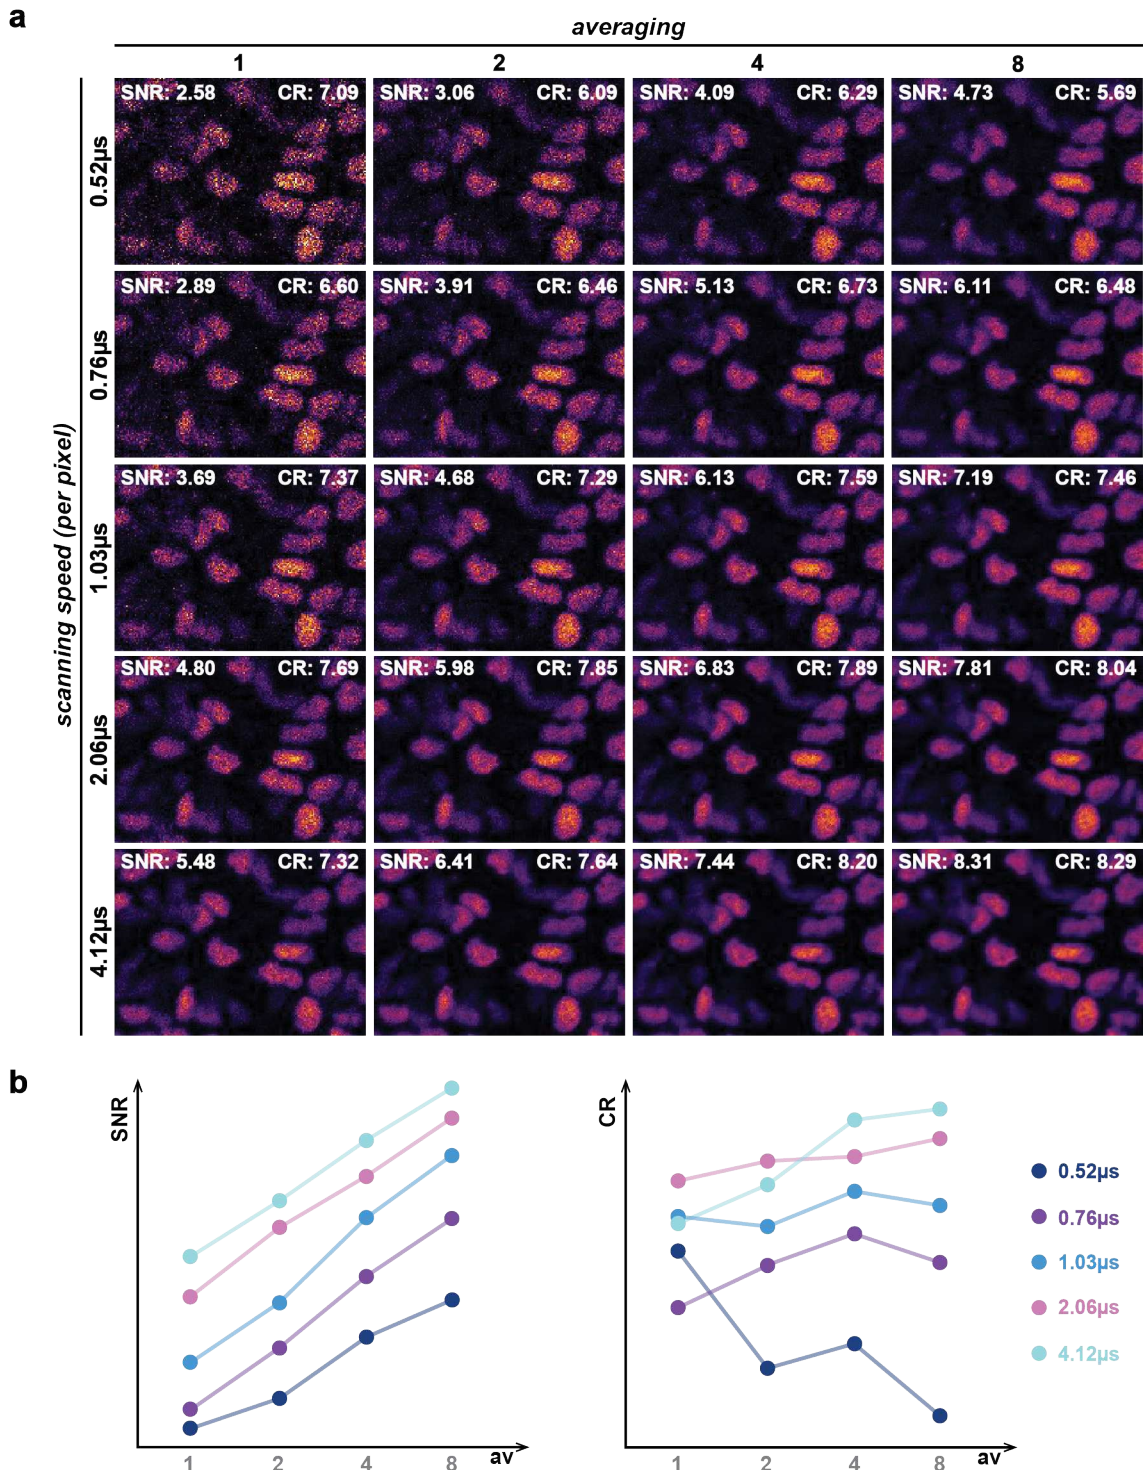 a
averaging
1 2 4 8
scanning speed (per pixel)
0.52µs
SNR: 2.58 CR: 7.09 SNR: 3.06 CR: 6.09 SNR: 4.09 CR: 6.29 SNR: 4.73 CR: 5.69
0.76µs
SNR: 2.89 CR: 6.60 SNR: 3.91 CR: 6.46 SNR: 5.13 CR: 6.73 SNR: 6.11 CR: 6.48
1.03µs
SNR: 3.69 CR: 7.37 SNR: 4.68 CR: 7.29 SNR: 6.13 CR: 7.59 SNR: 7.19 CR: 7.46
2.06µs
SNR: 4.80 CR: 7.69 SNR: 5.98 CR: 7.85 SNR: 6.83 CR: 7.89 SNR: 7.81 CR: 8.04
4.12µs
SNR: 5.48 CR: 7.32 SNR: 6.41 CR: 7.64 SNR: 7.44 CR: 8.20 SNR: 8.31 CR: 8.29
b
SNR
1 2 4 8 av
CR
1 2 4 8 av
0.52µs
0.76µs
1.03µs
2.06µs
4.12µs